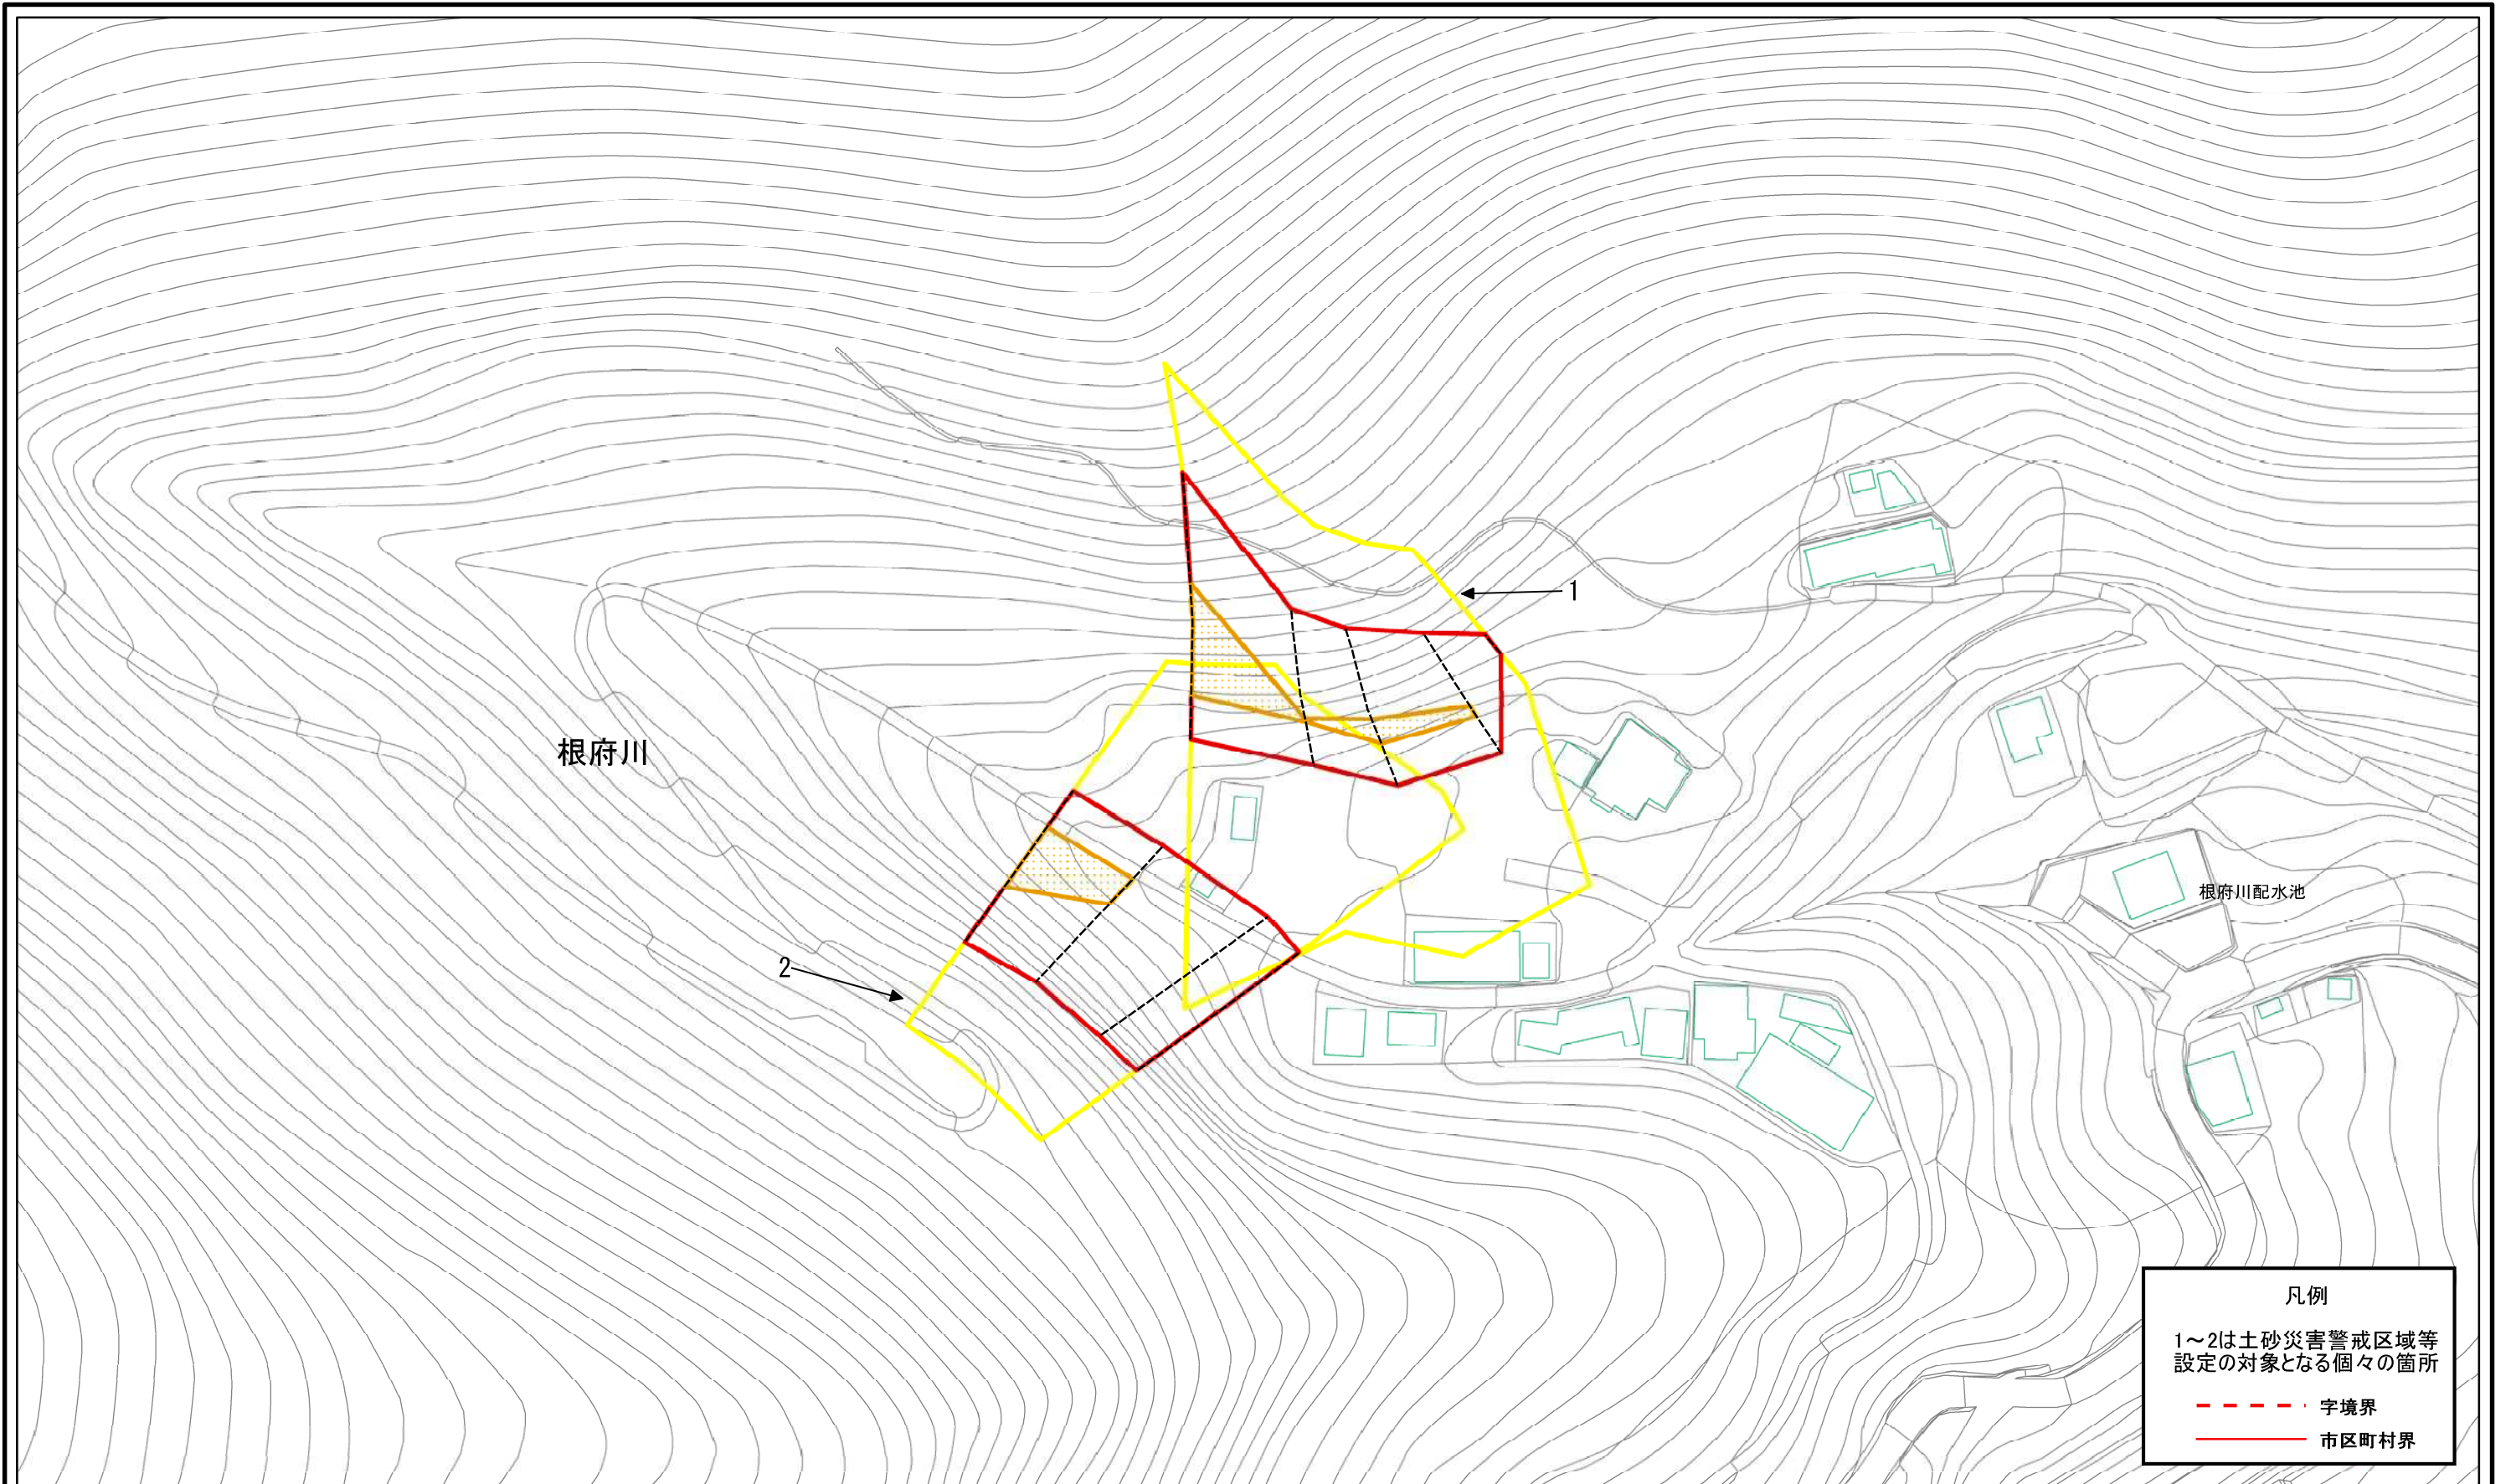 1
根府川
根府川配水池
2
凡例
1~2は土砂災害警戒区域等
設定の対象となる個々の箇所
字境界
市区町村界